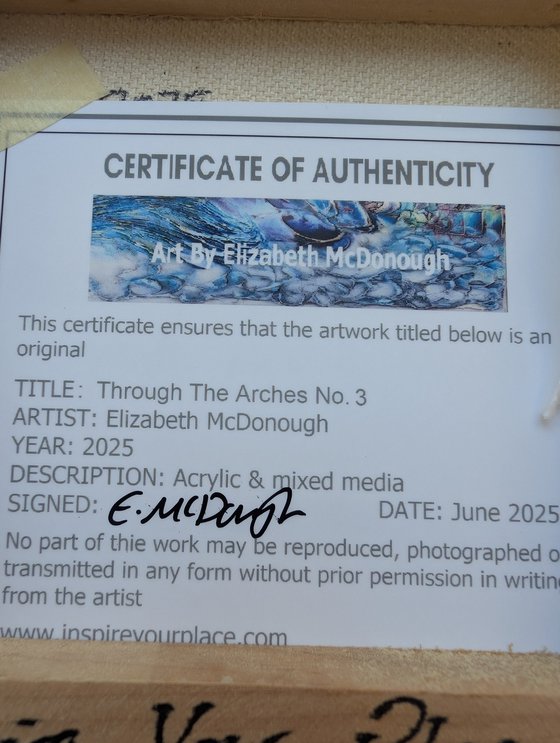 CERTIFICATE OF AUTHENTICITY
Art By Elizabeth McDonough
This certificate ensures that the artwork titled below is an
original
TITLE: Through The Arches No. 3
ARTIST: Elizabeth McDonough
YEAR: 2025
DESCRIPTION: Acrylic & mixed media
SIGNED: E. McDonough DATE: June 2025
No part of thie work may be reproduced, photographed o
transmitted in any form without prior permission in writin
from the artist
www.inspireyourplace.com